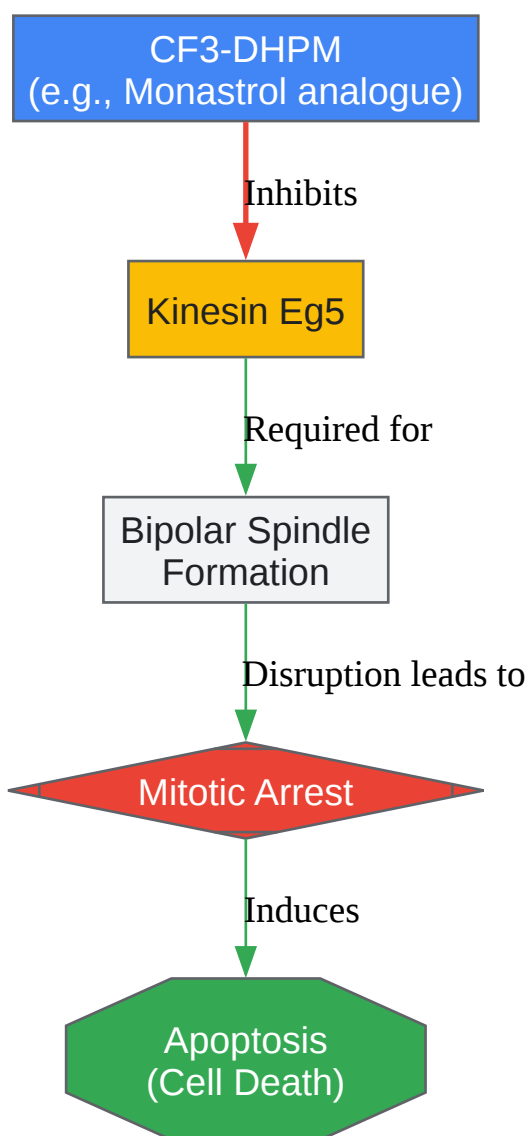 CF3-DHPM
(e.g., Monastrol analogue)
Inhibits
Kinesin Eg5
Required for
Bipolar Spindle
Formation
Disruption leads to
Mitotic Arrest
Induces
Apoptosis
(Cell Death)